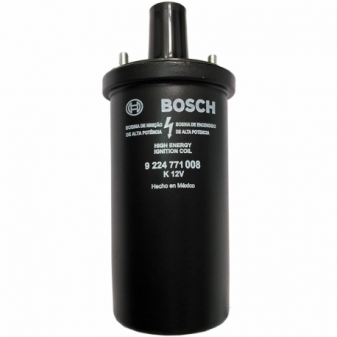 BOSCH
BOBINA DE IGNIÇÃO BOBINA DE ENCENDIDO
DE ALTA POTÊNCIA DE ALTA POTENCIA
HIGH ENERGY
IGNITION COIL
9 224 771 008
K 12V
Hecho en México